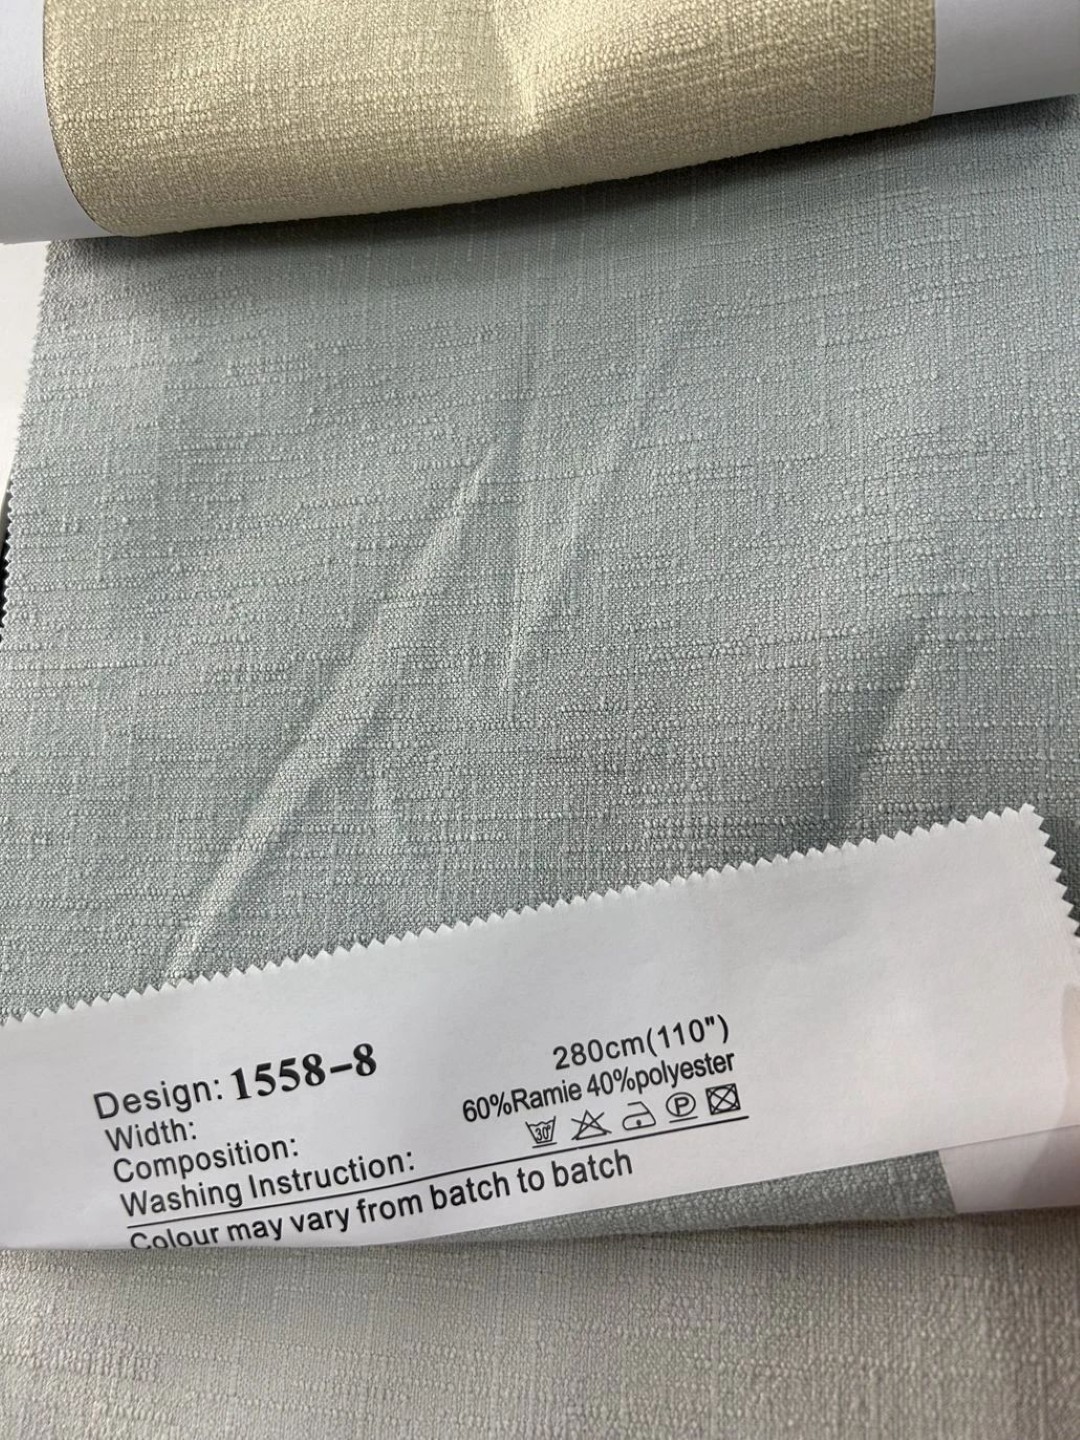 Design: 1558-8
Width: 280cm(110")
Composition: 60%Ramie 40%polyester
Washing Instruction: 30° P
Colour may vary from batch to batch